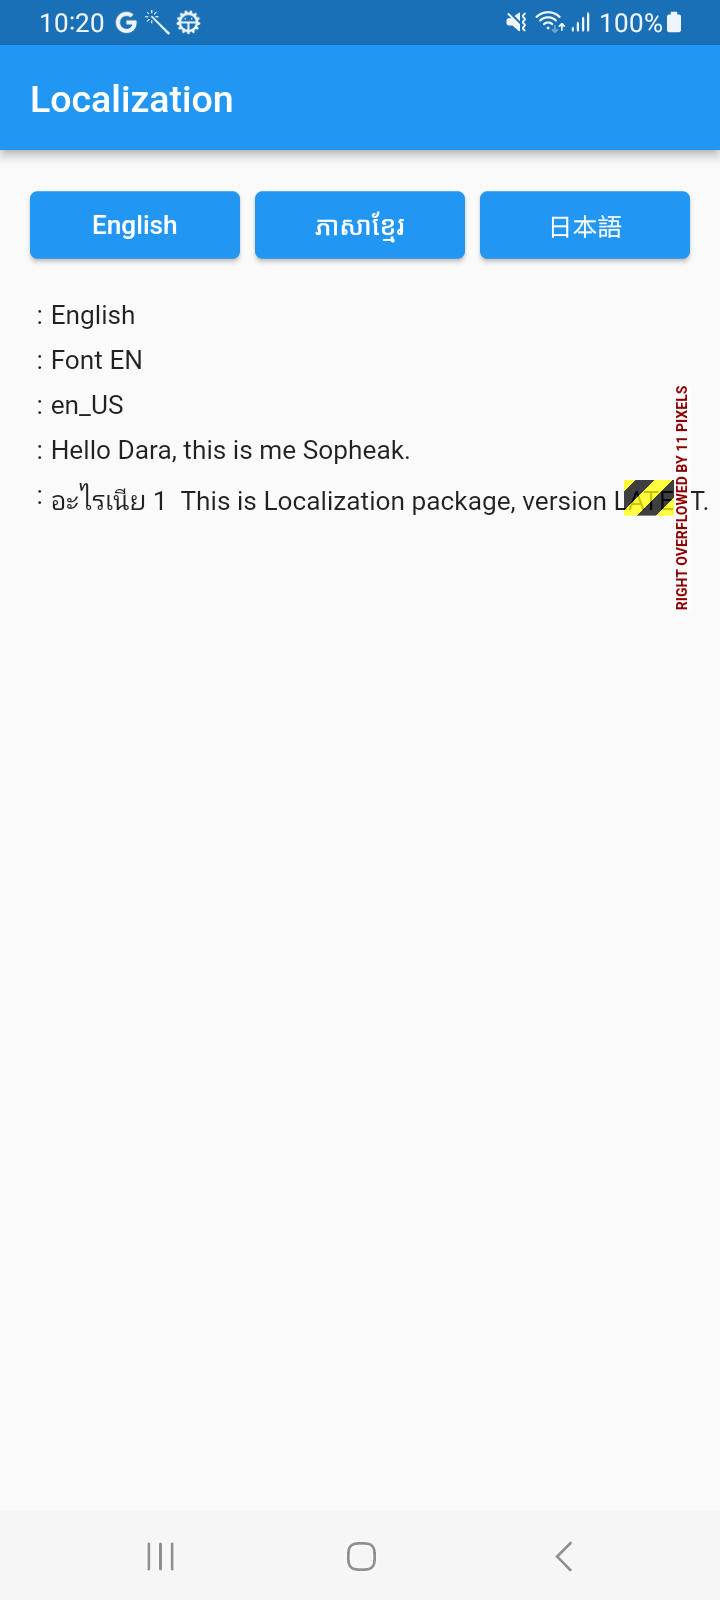 10:20 100%
Localization
English ភាសាខ្មែរ 日本語
: English
: Font EN
: en_US
: Hello Dara, this is me Sopheak.
: อะไรเนีย 1 This is Localization package, version LATEST.
RIGHT OVERFLOWED BY 11 PIXELS